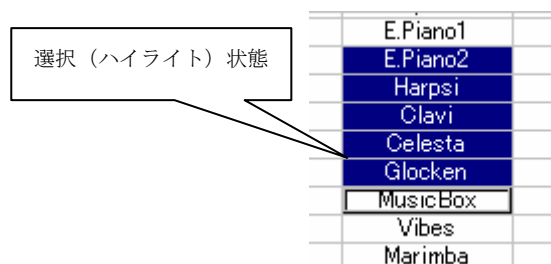 選択（ハイライト）状態
E.Piano1
E.Piano2
Harpsi
Clavi
Celesta
Glocken
MusicBox
Vibes
Marimba